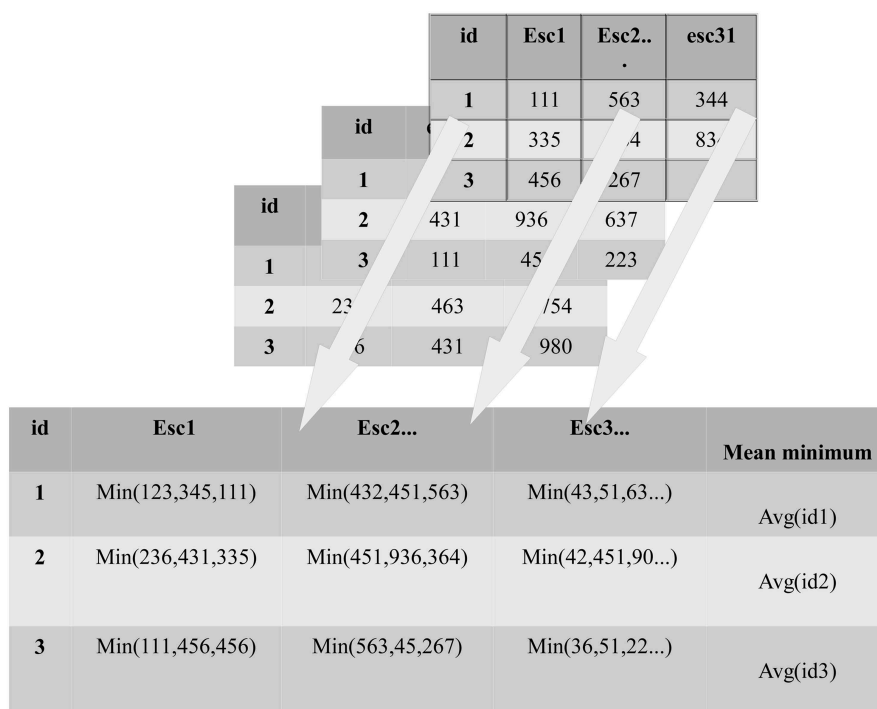 id Esc1 Esc2.. esc31
.
1 111 563 344
2 335
3 456 267
id
1
2 431 936 637
3 111 223
id
1
2 463
3 431 980
id Esc1 Esc2... Esc3...
Mean minimum
1 Min(123,345,111) Min(432,451,563) Min(43,51,63...)
Avg(id1)
2 Min(236,431,335) Min(451,936,364) Min(42,451,90...)
Avg(id2)
3 Min(111,456,456) Min(563,45,267) Min(36,51,22...)
Avg(id3)